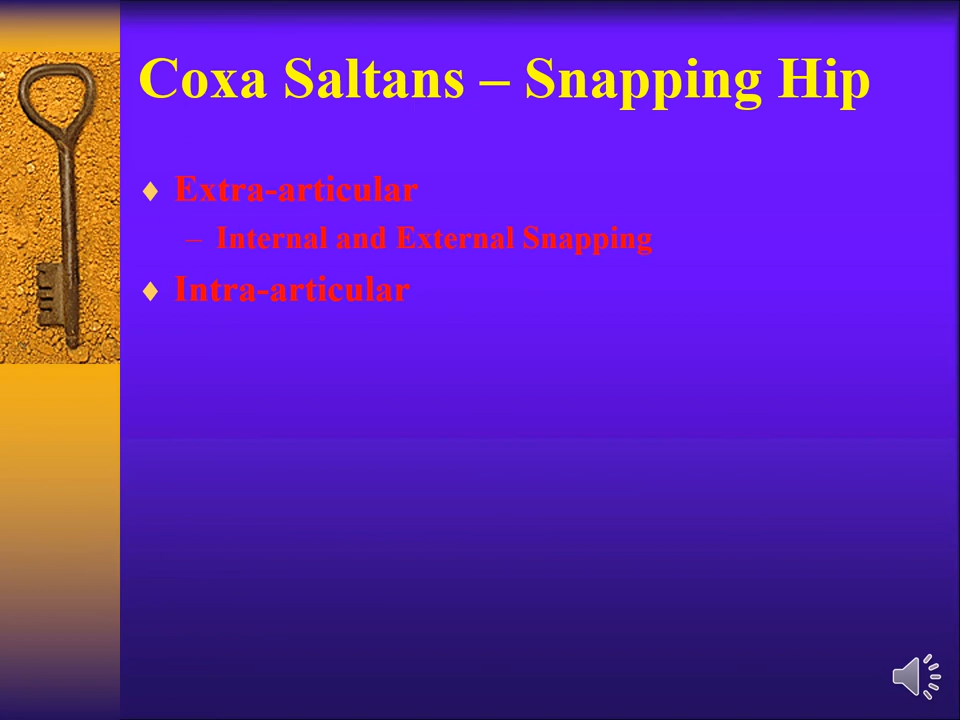 Coxa Saltans – Snapping Hip
♦ Extra-articular
– Internal and External Snapping
♦ Intra-articular